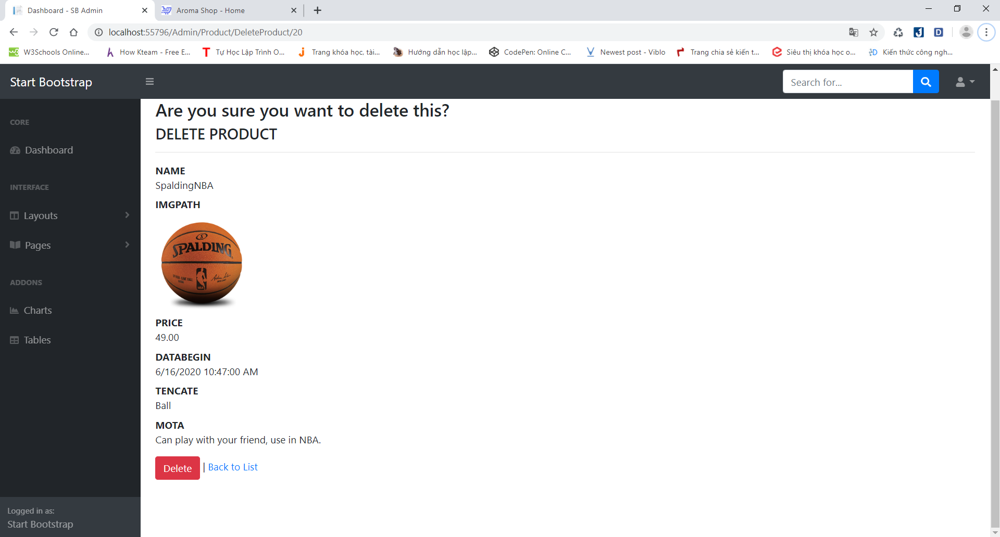 Dashboard - SB Admin
Aroma Shop - Home
localhost:55796/Admin/Product/DeleteProduct/20
W3Schools Online...
How Kteam - Free E...
Tự Học Lập Trình O...
Trang khóa học, tài...
Hướng dẫn học lập...
CodePen: Online C...
Newest post - Viblo
Trang chia sẻ kiến t...
Siêu thị khóa học o...
Kiến thức công ngh...
Start Bootstrap
Search for...
CORE
Dashboard
INTERFACE
Layouts
Pages
ADDONS
Charts
Tables
Logged in as:
Start Bootstrap
Are you sure you want to delete this?
DELETE PRODUCT
NAME
SpaldingNBA
IMGPATH
SPALDING
PRICE
49.00
DATABEGIN
6/16/2020 10:47:00 AM
TENCATE
Ball
MOTA
Can play with your friend, use in NBA.
Delete | Back to List